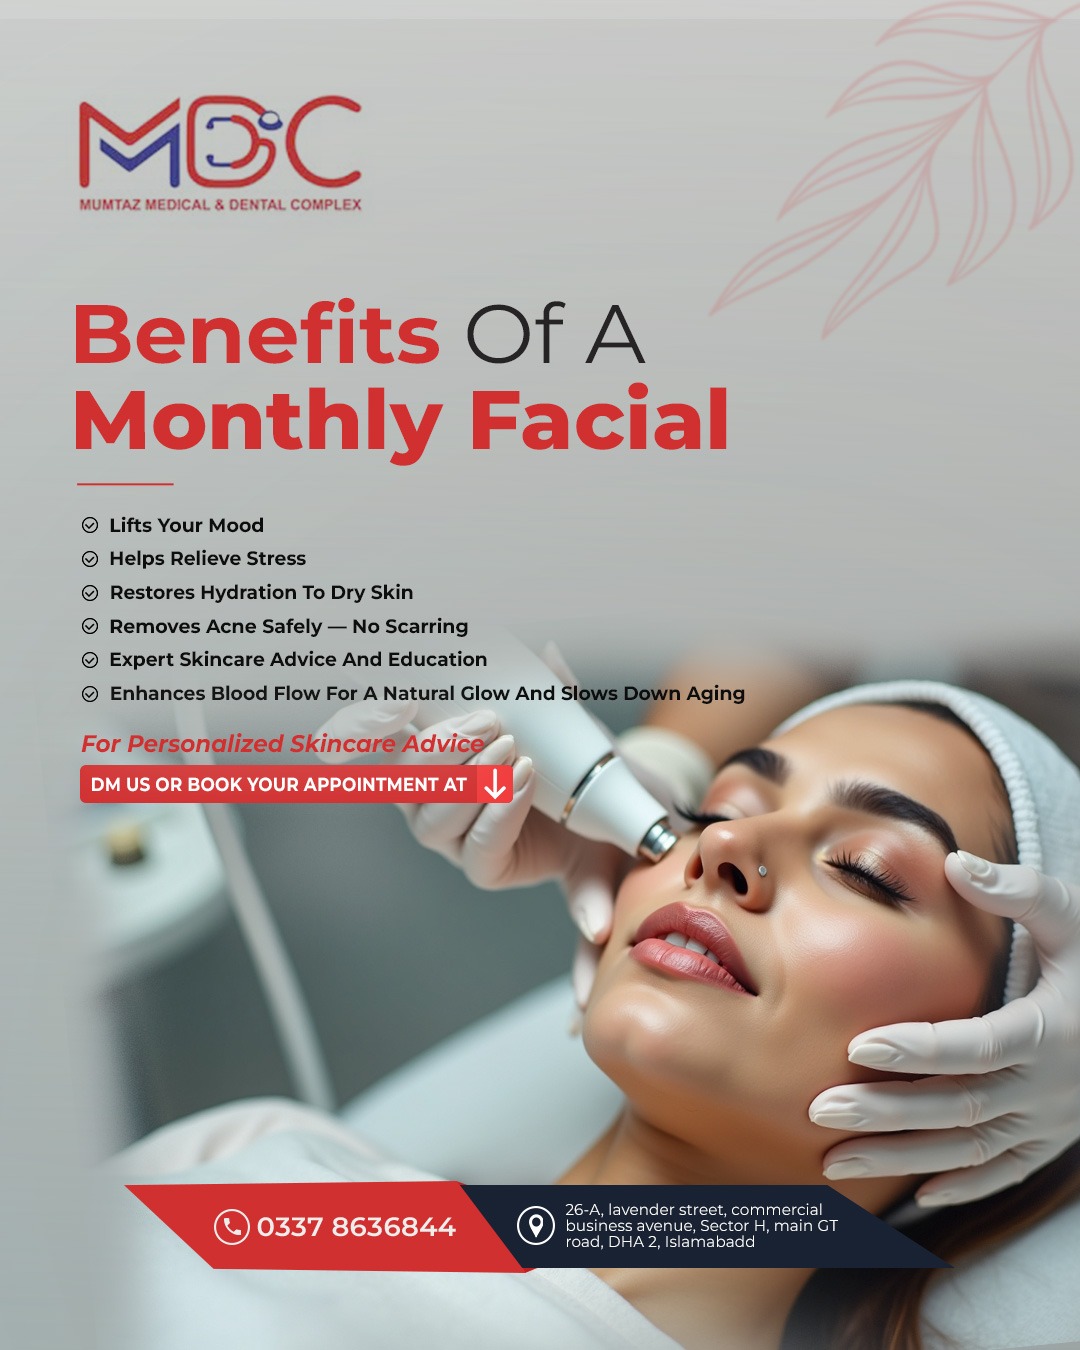 MDC
MUMTAZ MEDICAL & DENTAL COMPLEX
Benefits Of A
Monthly Facial
Lifts Your Mood
Helps Relieve Stress
Restores Hydration To Dry Skin
Removes Acne Safely — No Scarring
Expert Skincare Advice And Education
Enhances Blood Flow For A Natural Glow And Slows Down Aging
For Personalized Skincare Advice
DM US OR BOOK YOUR APPOINTMENT AT
0337 8636844
26-A, lavender street, commercial
business avenue, Sector H, main GT
road, DHA 2, Islamabadd